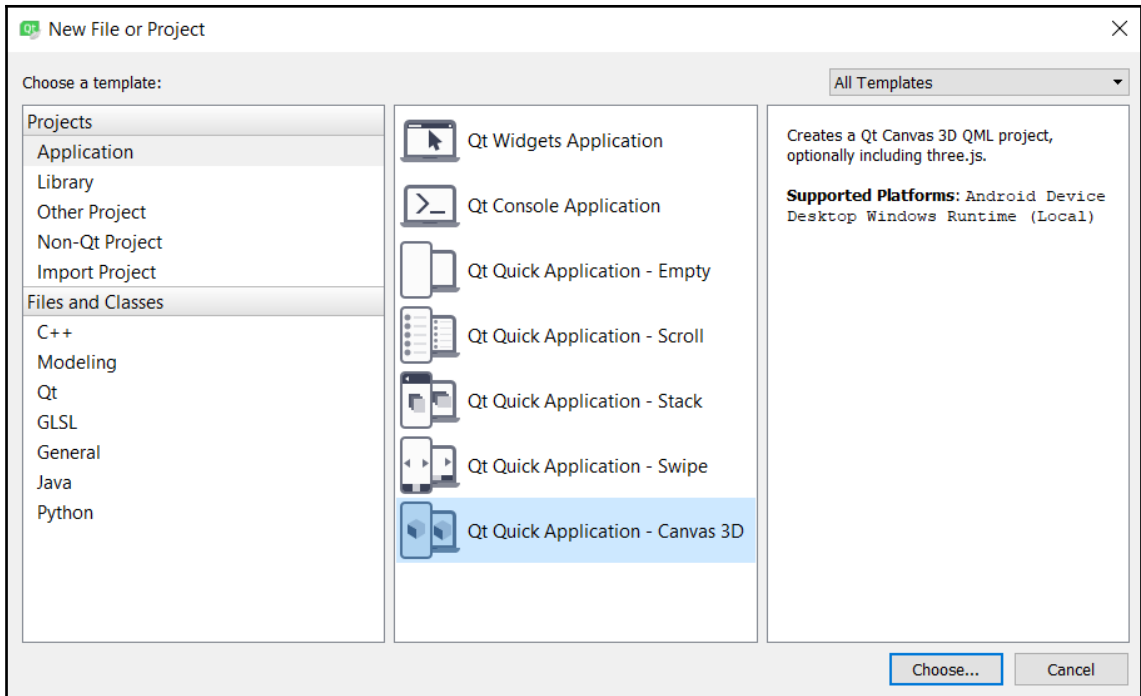 New File or Project
Choose a template:
All Templates
Projects
Application
Library
Other Project
Non-Qt Project
Import Project
Files and Classes
C++
Modeling
Qt
GLSL
General
Java
Python
Qt Widgets Application
Qt Console Application
Qt Quick Application - Empty
Qt Quick Application - Scroll
Qt Quick Application - Stack
Qt Quick Application - Swipe
Qt Quick Application - Canvas 3D
Creates a Qt Canvas 3D QML project,
optionally including three.js.
Supported Platforms: Android Device
Desktop Windows Runtime (Local)
Choose...
Cancel